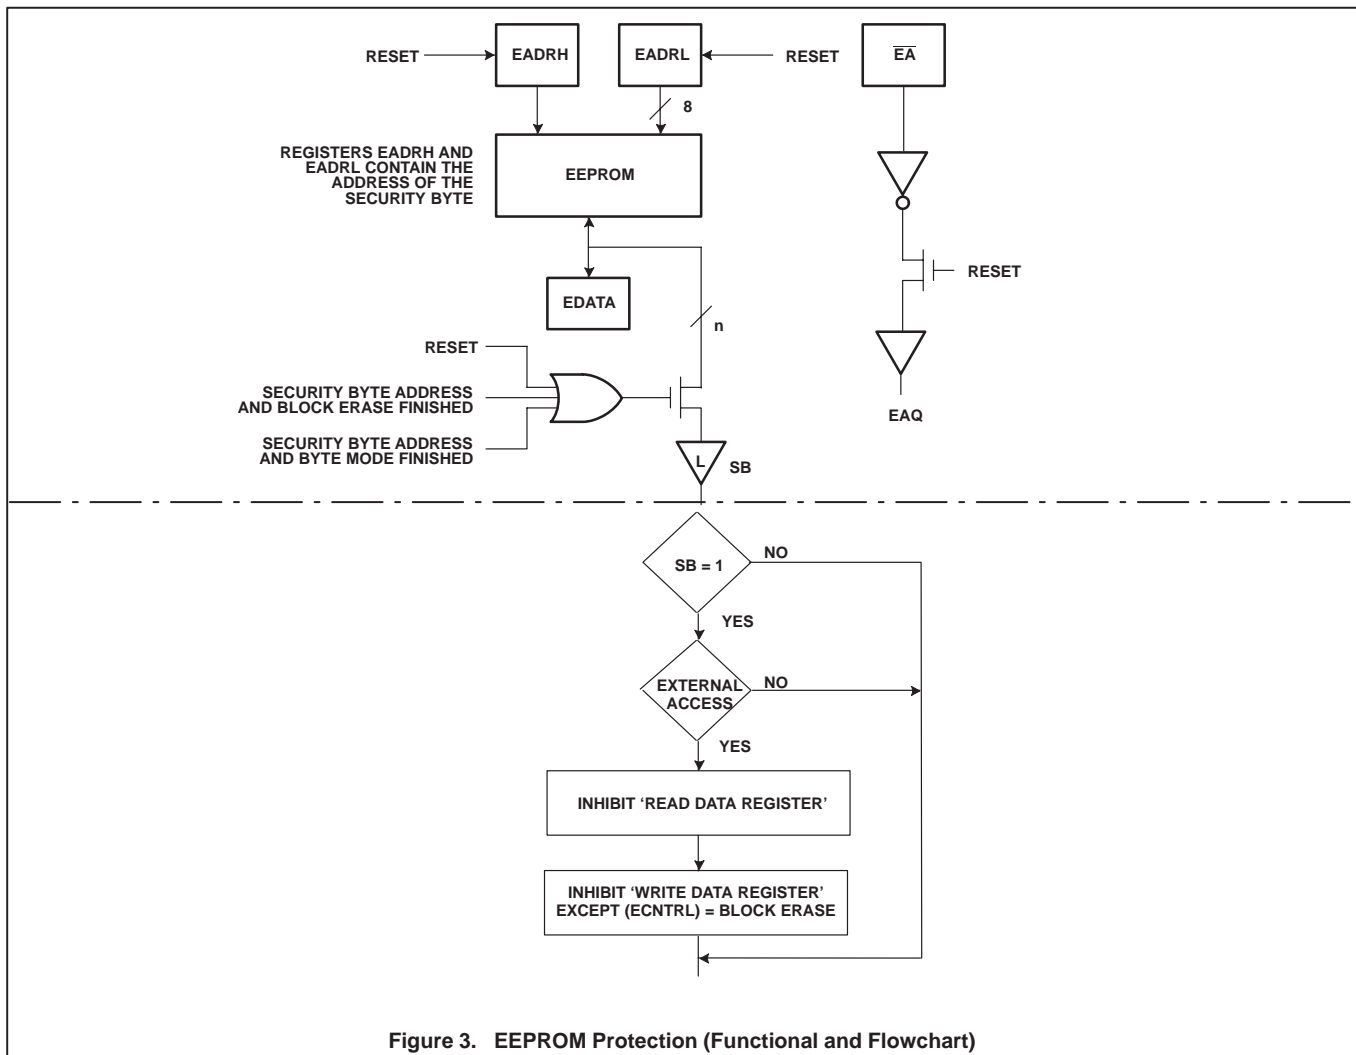 RESET
EADRH
EADRL
RESET
EA
8
REGISTERS EADRH AND
EADRL CONTAIN THE
ADDRESS OF THE
SECURITY BYTE
EEPROM
RESET
EDATA
n
RESET
SECURITY BYTE ADDRESS
AND BLOCK ERASE FINISHED
EAQ
SECURITY BYTE ADDRESS
AND BYTE MODE FINISHED
L
SB
SB = 1
NO
YES
EXTERNAL
ACCESS
NO
YES
INHIBIT ‘READ DATA REGISTER’
INHIBIT ‘WRITE DATA REGISTER’
EXCEPT (ECNTRL) = BLOCK ERASE
Figure 3. EEPROM Protection (Functional and Flowchart)